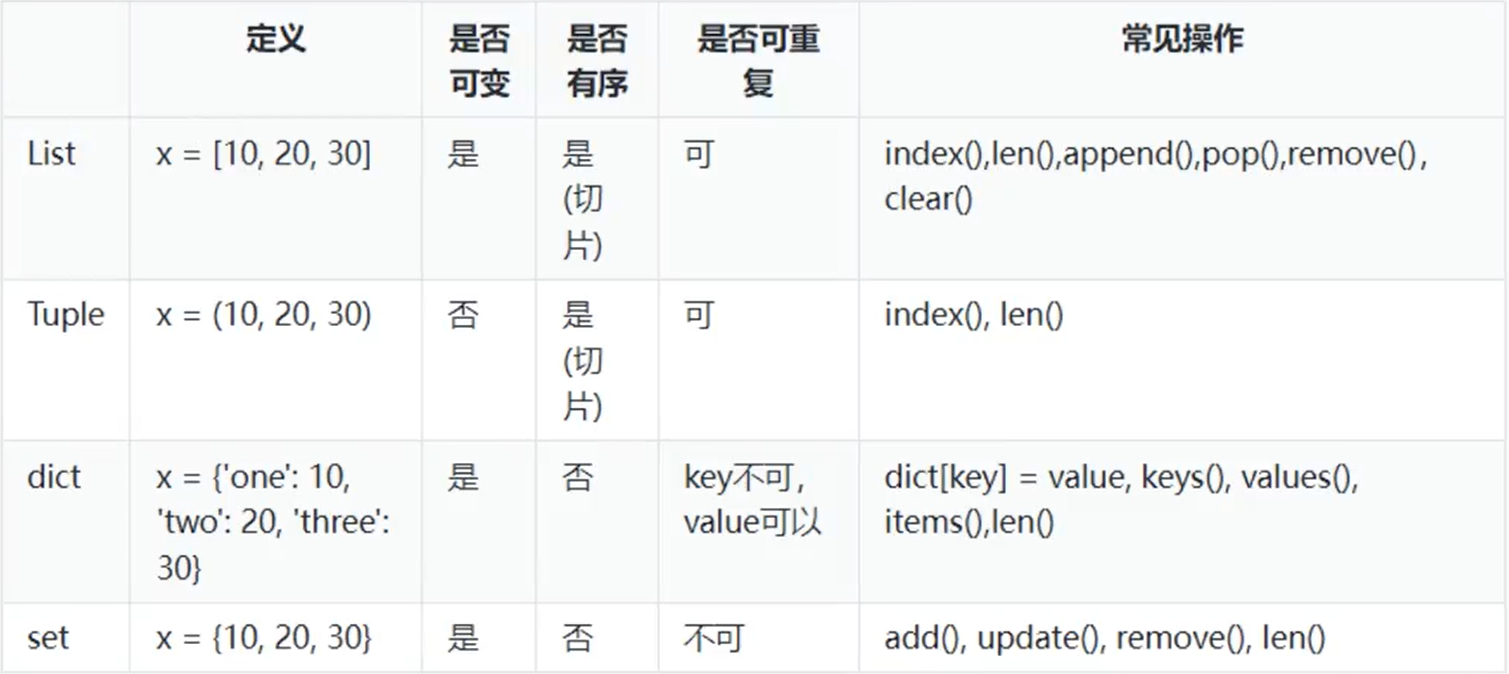 定义 是否可变 是否有序 是否可重复 常见操作
List x = [10, 20, 30] 是 是(切片) 可 index(),len(),append(),pop(),remove(),
clear()
Tuple x = (10, 20, 30) 否 是(切片) 可 index(), len()
dict x = {'one': 10, 'two': 20, 'three': 30} 是 否 key不可, value可以 dict[key] = value, keys(), values(),
items(),len()
set x = {10, 20, 30} 是 否 不可 add(), update(), remove(), len()